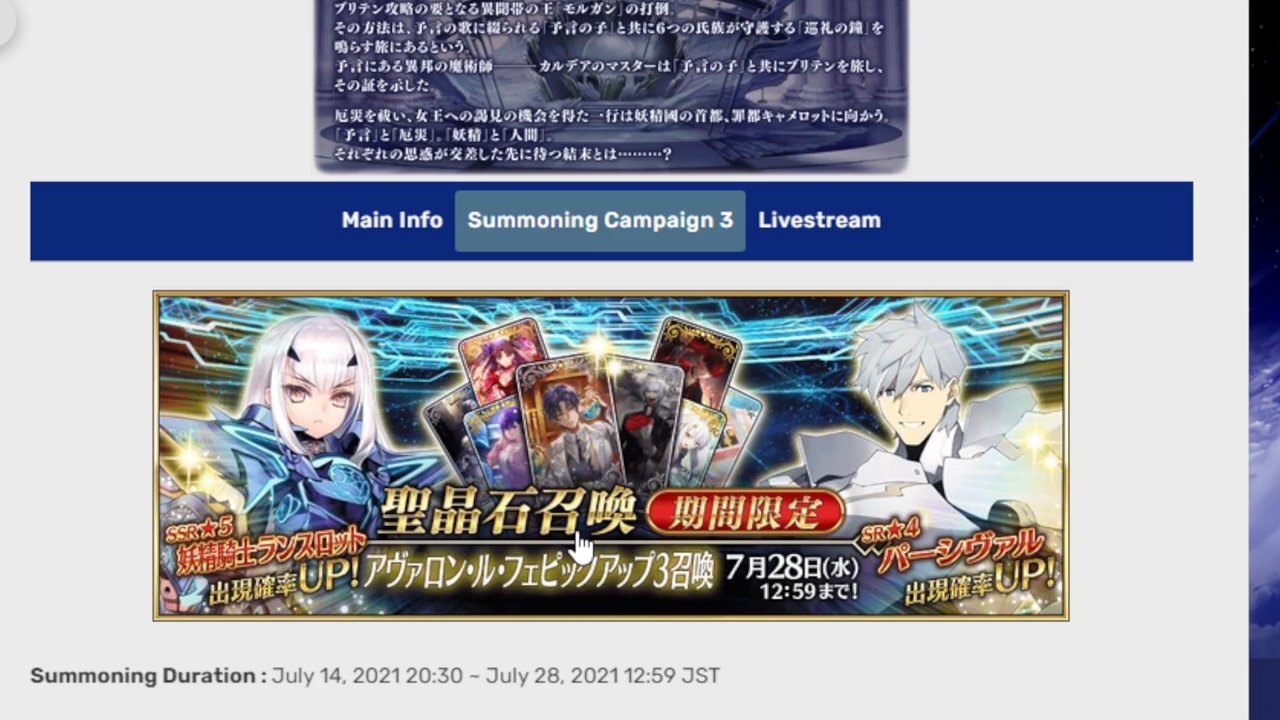 ブリテン攻略の要となる異聞帯の王「モルガン」の打倒。
その方法は、予言の歌に綴られる「予言の子」と共に6つの氏族が守護する「巡礼の鐘」を
鳴らす旅にあるという。
予言にある異邦の魔術師――カルデアのマスターは「予言の子」と共にブリテンを旅し、
その証を示した。
厄災を祓い、女王への謁見の機会を得た一行は妖精國の首都、罪都キャメロットに向かう。
「予言」と「厄災」。「妖精」と「人間」。
それぞれの思惑が交差した先に待つ結末とは………？
Main Info Summoning Campaign 3 Livestream
聖晶石召喚 期間限定
SSR★5
妖精騎士ランスロット
出現確率UP!
アヴァロン・ル・フェピックアップ3召喚
7月28日(水)
12:59まで!
SR★4
パーシヴァル
出現確率UP!
Summoning Duration : July 14, 2021 20:30 ~ July 28, 2021 12:59 JST